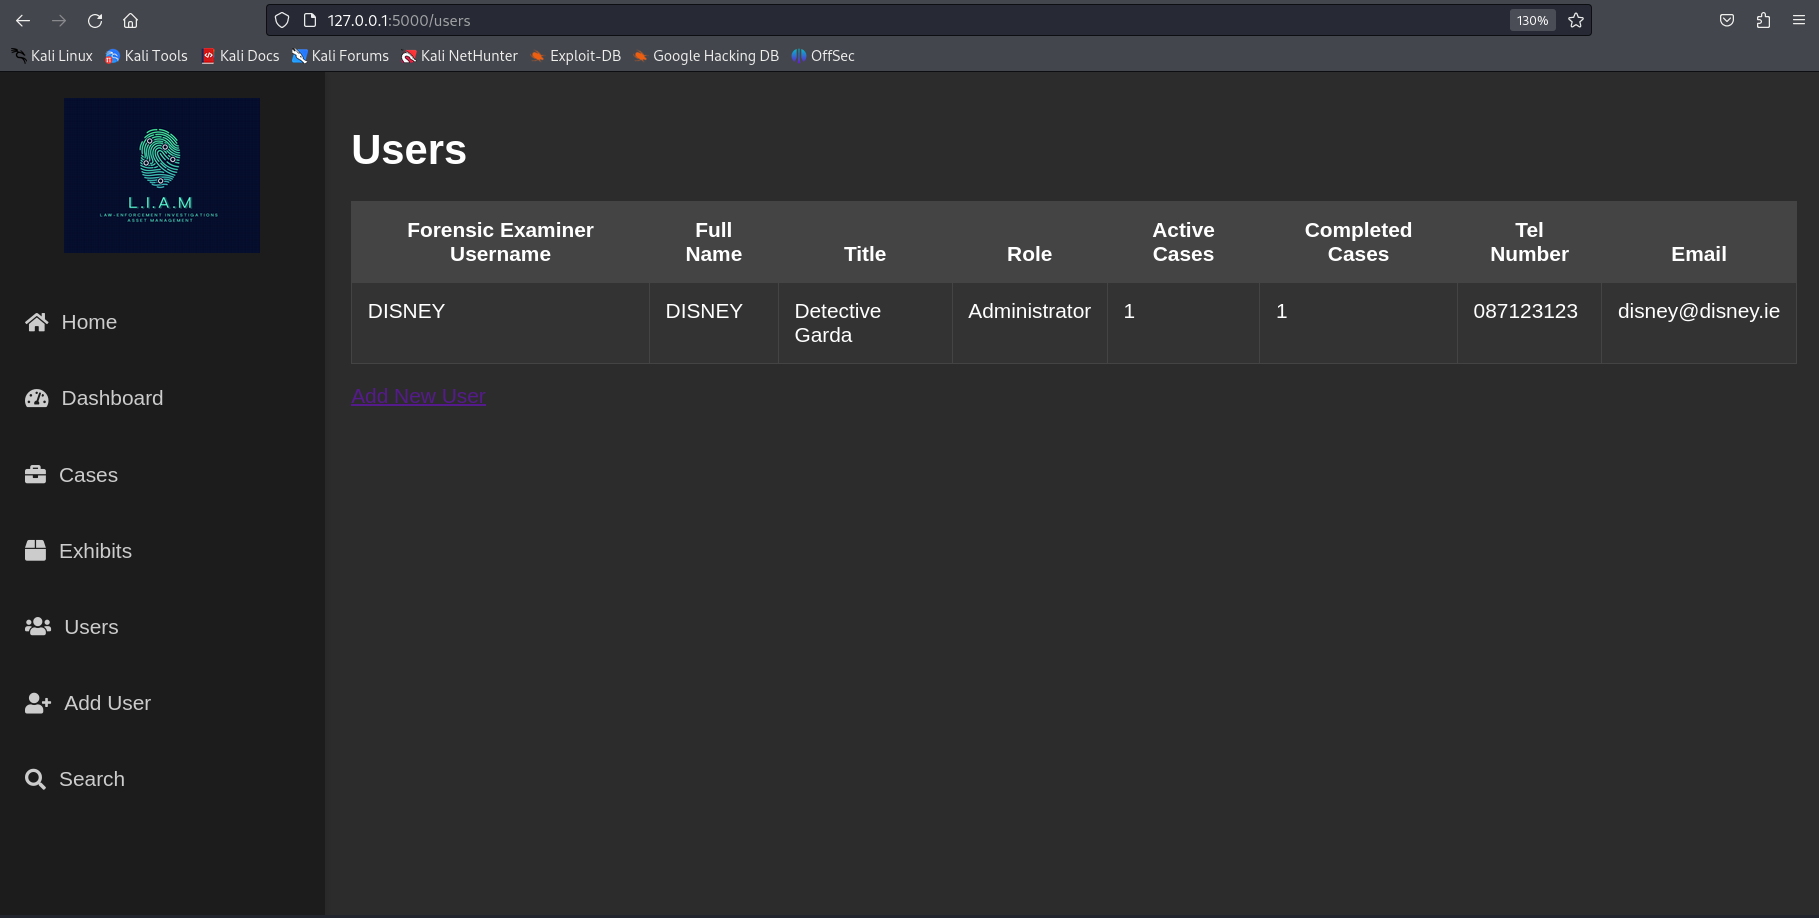 127.0.0.1:5000/users
130%
Kali Linux Kali Tools Kali Docs Kali Forums Kali NetHunter Exploit-DB Google Hacking DB OffSec
L.I.A.M
LAW-ENFORCEMENT INVESTIGATIONS
ASSET MANAGEMENT
Home
Dashboard
Cases
Exhibits
Users
Add User
Search
Users
Forensic Examiner Username Full Name Title Role Active Cases Completed Cases Tel Number Email
DISNEY DISNEY Detective Garda Administrator 1 1 087123123 disney@disney.ie
Add New User